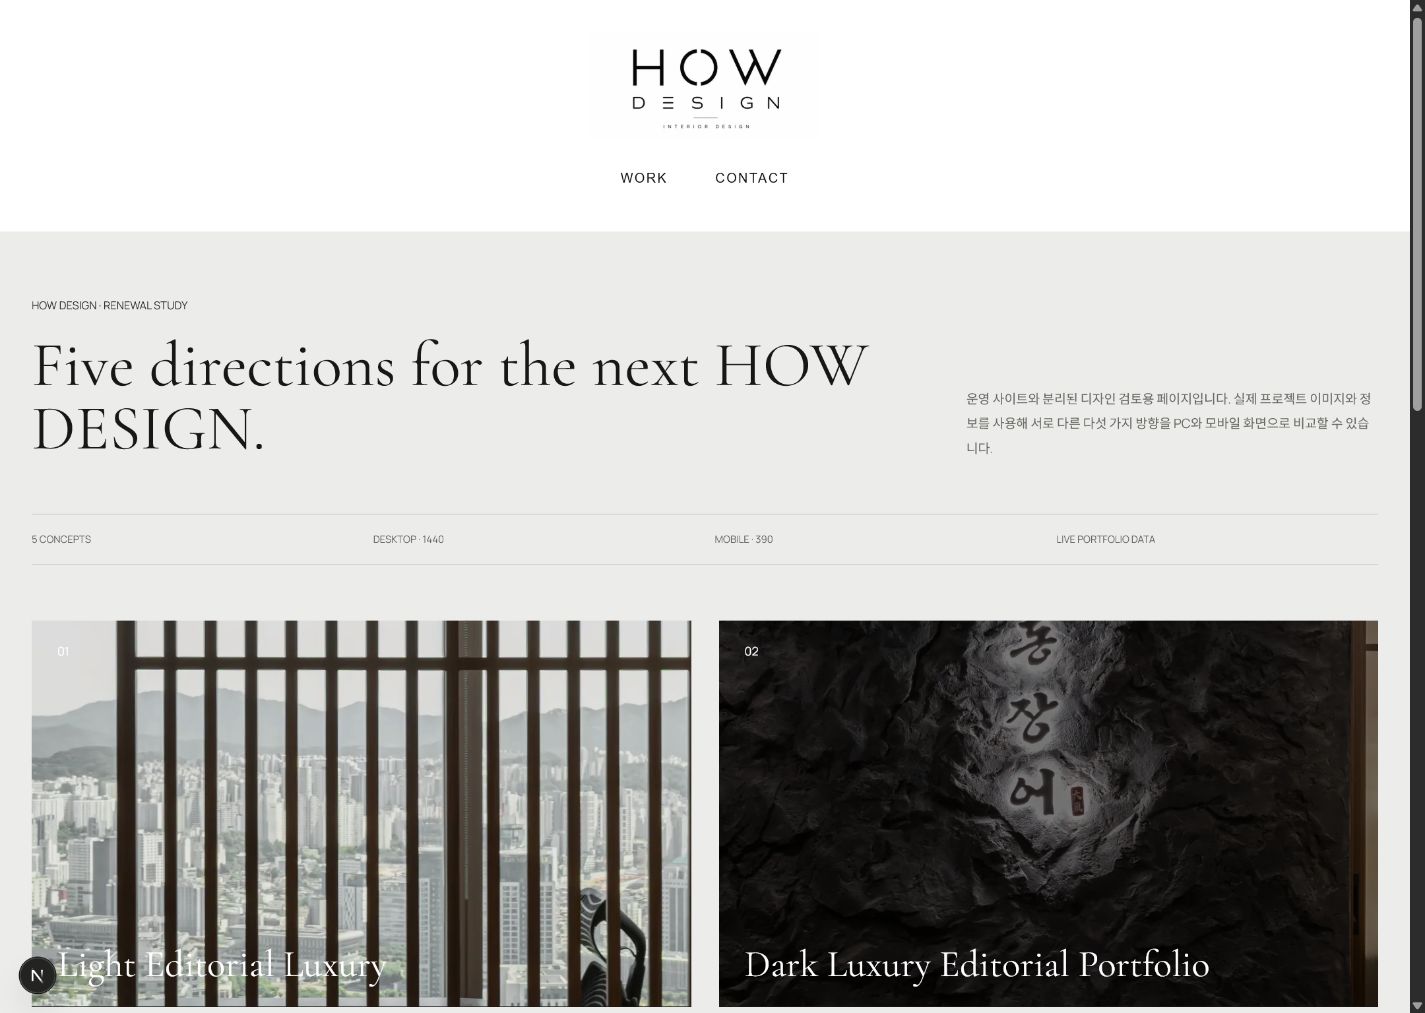 HOW
DESIGN
INTERIOR DESIGN
WORK
CONTACT
HOW DESIGN · RENEWAL STUDY
Five directions for the next HOW
DESIGN.
운영 사이트와 분리된 디자인 검토용 페이지입니다. 실제 프로젝트 이미지와 정
보를 사용해 서로 다른 다섯 가지 방향을 PC와 모바일 화면으로 비교할 수 있습
니다.
5 CONCEPTS
DESKTOP · 1440
MOBILE · 390
LIVE PORTFOLIO DATA
01
Light Editorial Luxury
02
장
어
Dark Luxury Editorial Portfolio
N